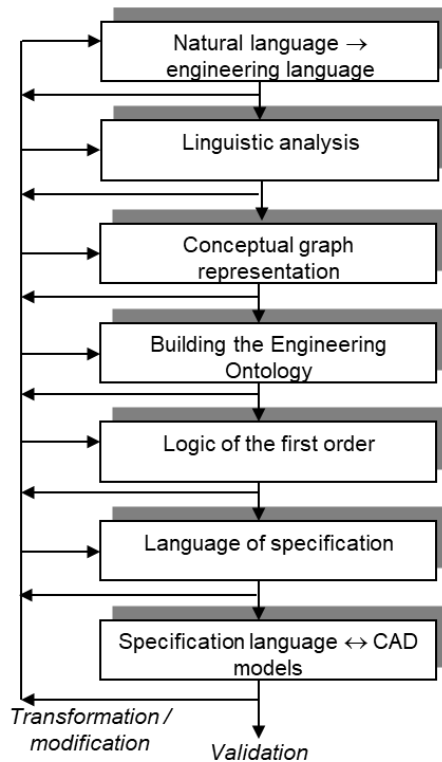 Natural language →
engineering language
Linguistic analysis
Conceptual graph
representation
Building the Engineering
Ontology
Logic of the first order
Language of specification
Specification language ↔ CAD
models
Transformation /
modification
Validation